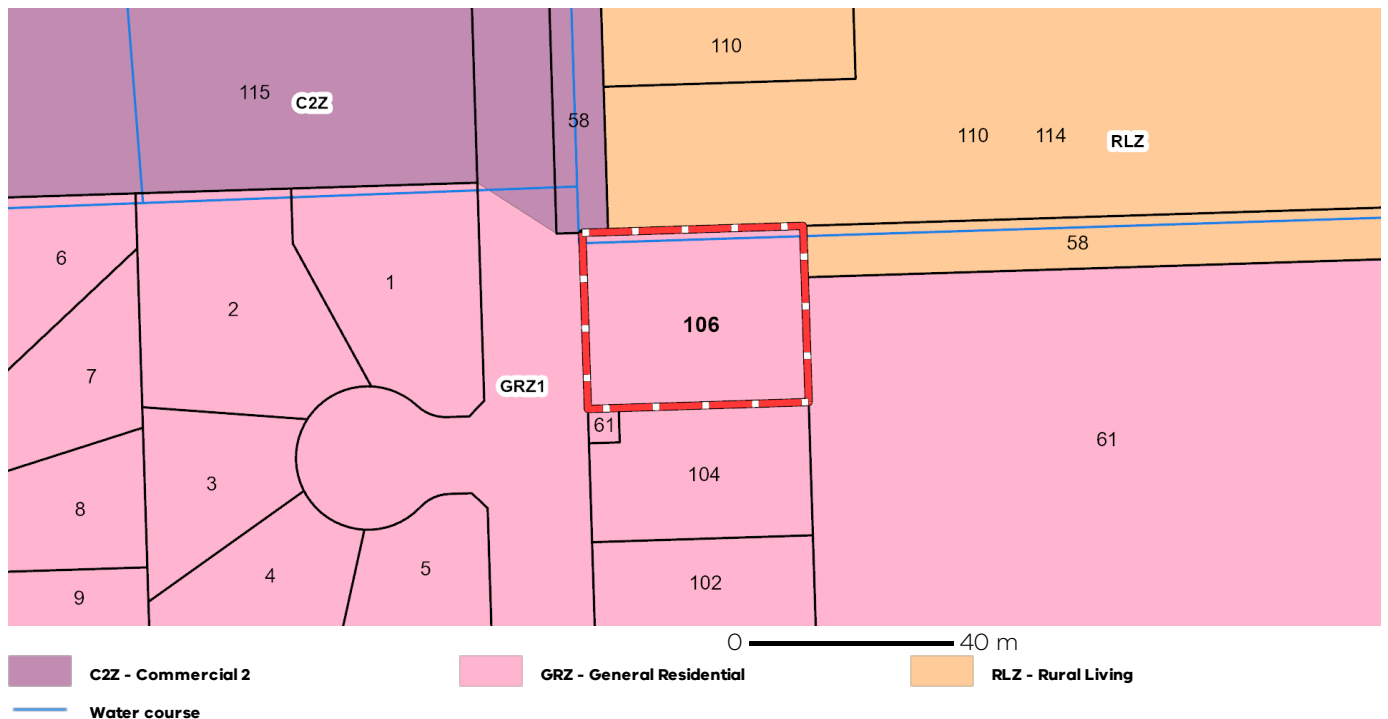 110
115
C2Z
58
110
114
RLZ
58
6
1
2
106
7
GRZ1
61
61
104
3
8
5
4
102
9
0
40 m
C2Z - Commercial 2
GRZ - General Residential
RLZ - Rural Living
Water course